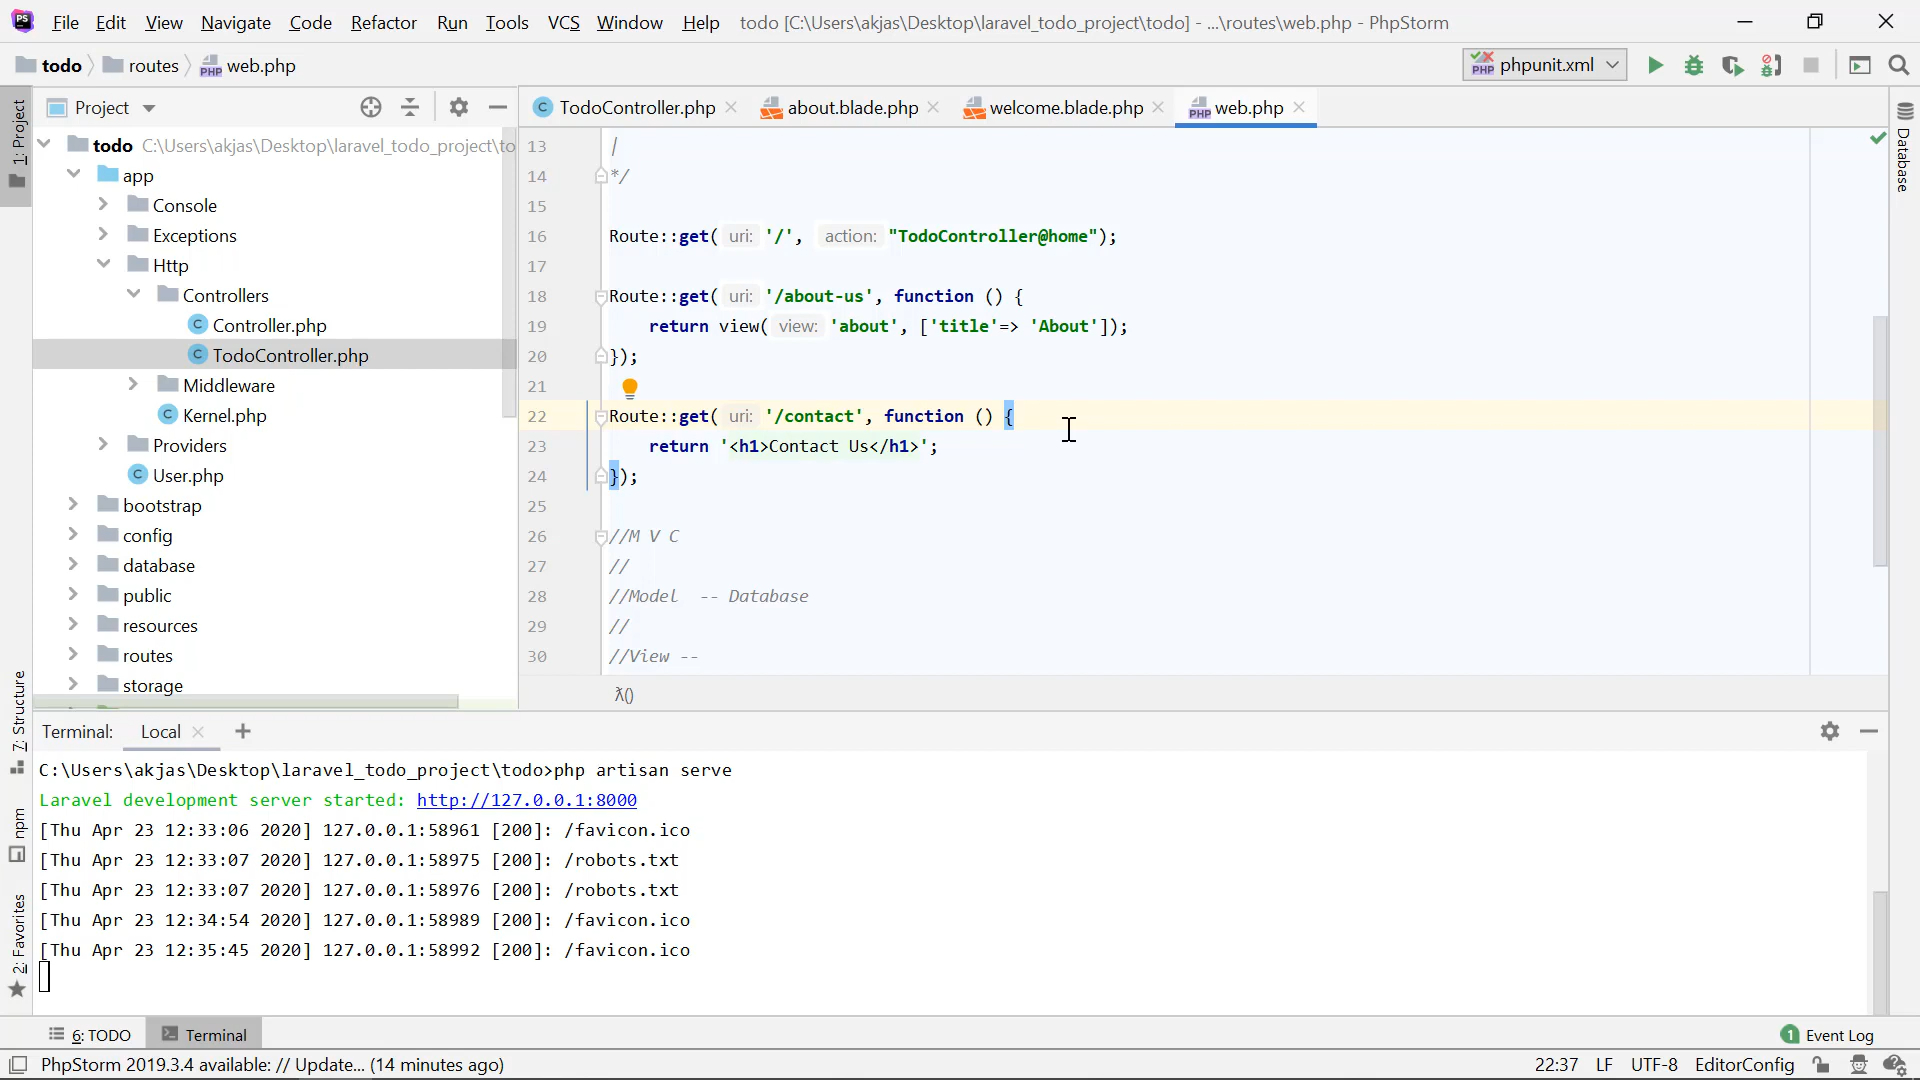 File Edit View Navigate Code Refactor Run Tools VCS Window Help todo [C:\Users\akjas\Desktop\laravel_todo_project\todo] - ...\routes\web.php - PhpStorm
todo routes web.php phpunit.xml
1: Project
Project
TodoController.php about.blade.php welcome.blade.php web.php
todo C:\Users\akjas\Desktop\laravel_todo_project\to
app
Console
Exceptions
Http
Controllers
Controller.php
TodoController.php
Middleware
Kernel.php
Providers
User.php
bootstrap
config
database
public
resources
routes
storage
13 |
14 */
15
16 Route::get( uri: '/', action: "TodoController@home");
17
18 Route::get( uri: '/about-us', function () {
19 return view( view: 'about', ['title'=> 'About']);
20 });
21
22 Route::get( uri: '/contact', function () {
23 return '<h1>Contact Us</h1>';
24 });
25
26 //M V C
27 //
28 //Model -- Database
29 //
30 //View --
λ()
Database
7: Structure
npm
2: Favorites
Terminal: Local
C:\Users\akjas\Desktop\laravel_todo_project\todo>php artisan serve
Laravel development server started: http://127.0.0.1:8000
[Thu Apr 23 12:33:06 2020] 127.0.0.1:58961 [200]: /favicon.ico
[Thu Apr 23 12:33:07 2020] 127.0.0.1:58975 [200]: /robots.txt
[Thu Apr 23 12:33:07 2020] 127.0.0.1:58976 [200]: /robots.txt
[Thu Apr 23 12:34:54 2020] 127.0.0.1:58989 [200]: /favicon.ico
[Thu Apr 23 12:35:45 2020] 127.0.0.1:58992 [200]: /favicon.ico
6: TODO Terminal 1 Event Log
PhpStorm 2019.3.4 available: // Update... (14 minutes ago) 22:37 LF UTF-8 EditorConfig